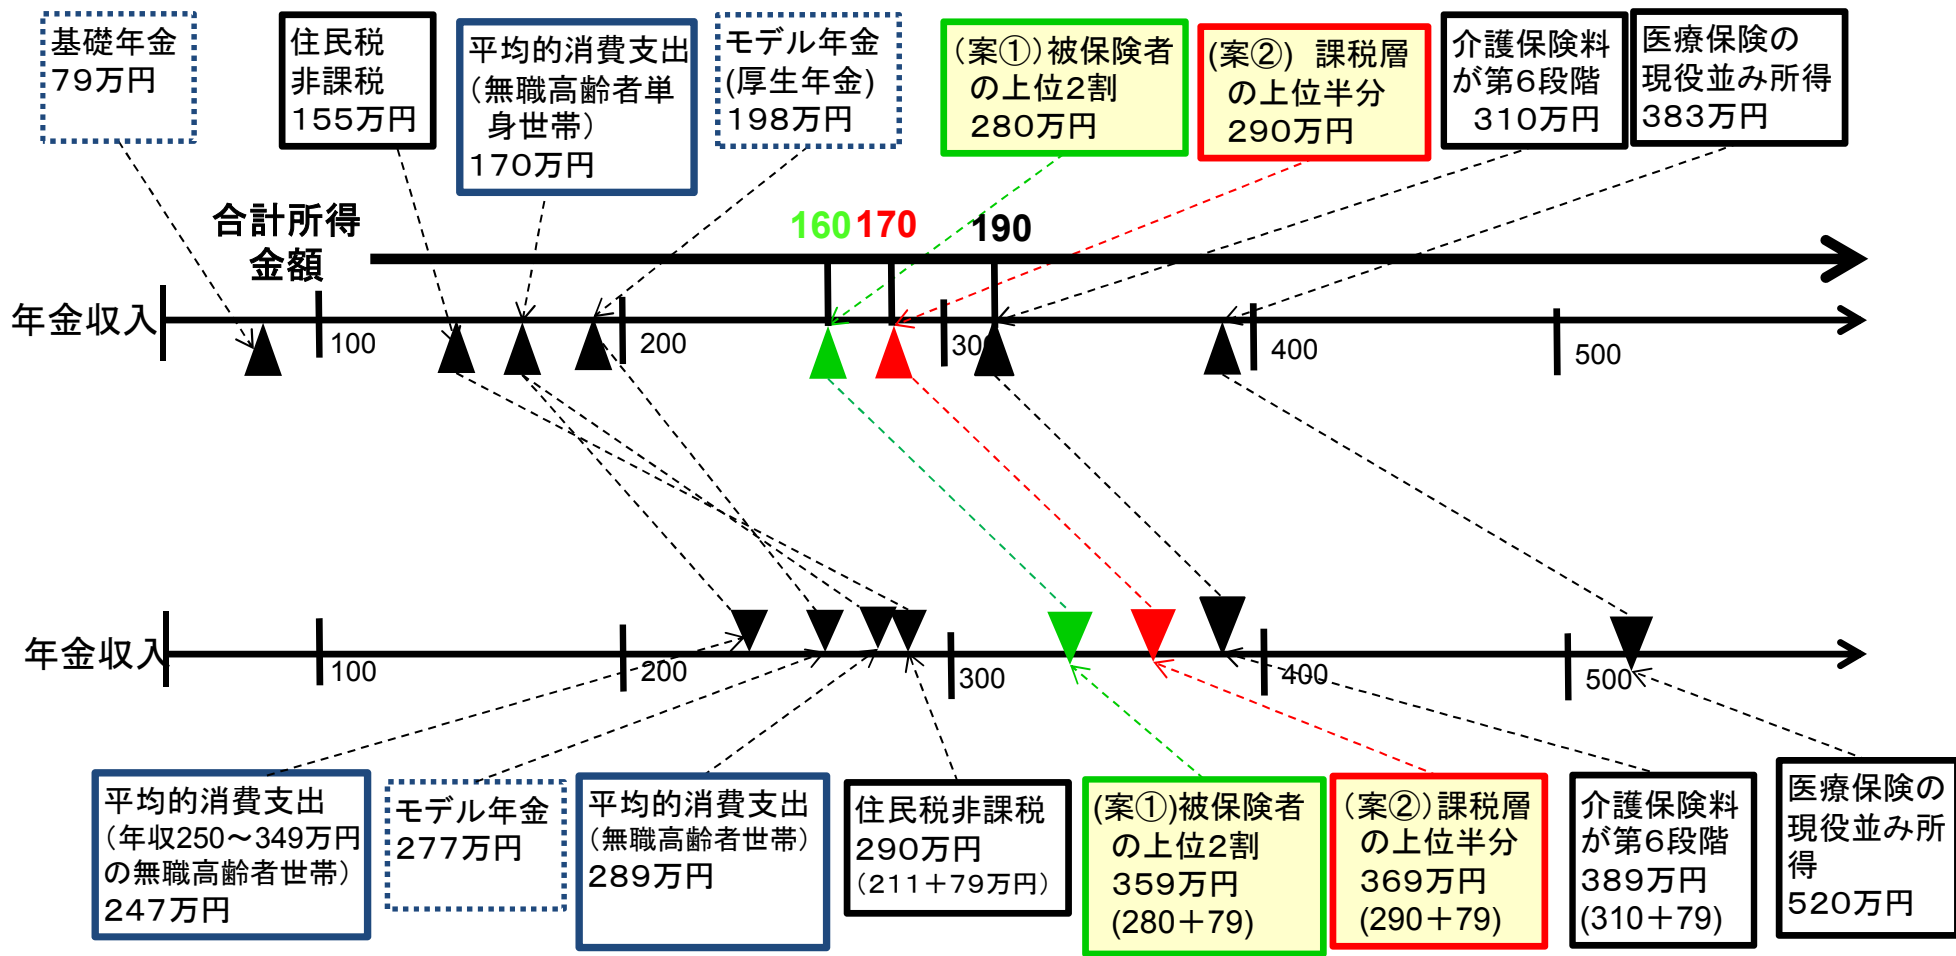 基礎年金
79万円
住民税
非課税
155万円
平均的消費支出
(無職高齢者単
身世帯)
170万円
モデル年金
(厚生年金)
198万円
(案①)被保険者
の上位2割
280万円
(案②) 課税層
の上位半分
290万円
介護保険料
が第6段階
310万円
医療保険の
現役並み所得
383万円
合計所得
金額
160
170
190
年金収入
100
200
300
400
500
年金収入
100
200
300
400
500
平均的消費支出
(年収250~349万円
の無職高齢者世帯)
247万円
モデル年金
277万円
平均的消費支出
(無職高齢者世帯)
289万円
住民税非課税
290万円
(211+79万円)
(案①)被保険者
の上位2割
359万円
(280+79)
(案②)課税層
の上位半分
369万円
(290+79)
介護保険料
が第6段階
389万円
(310+79)
医療保険の
現役並み所
得
520万円